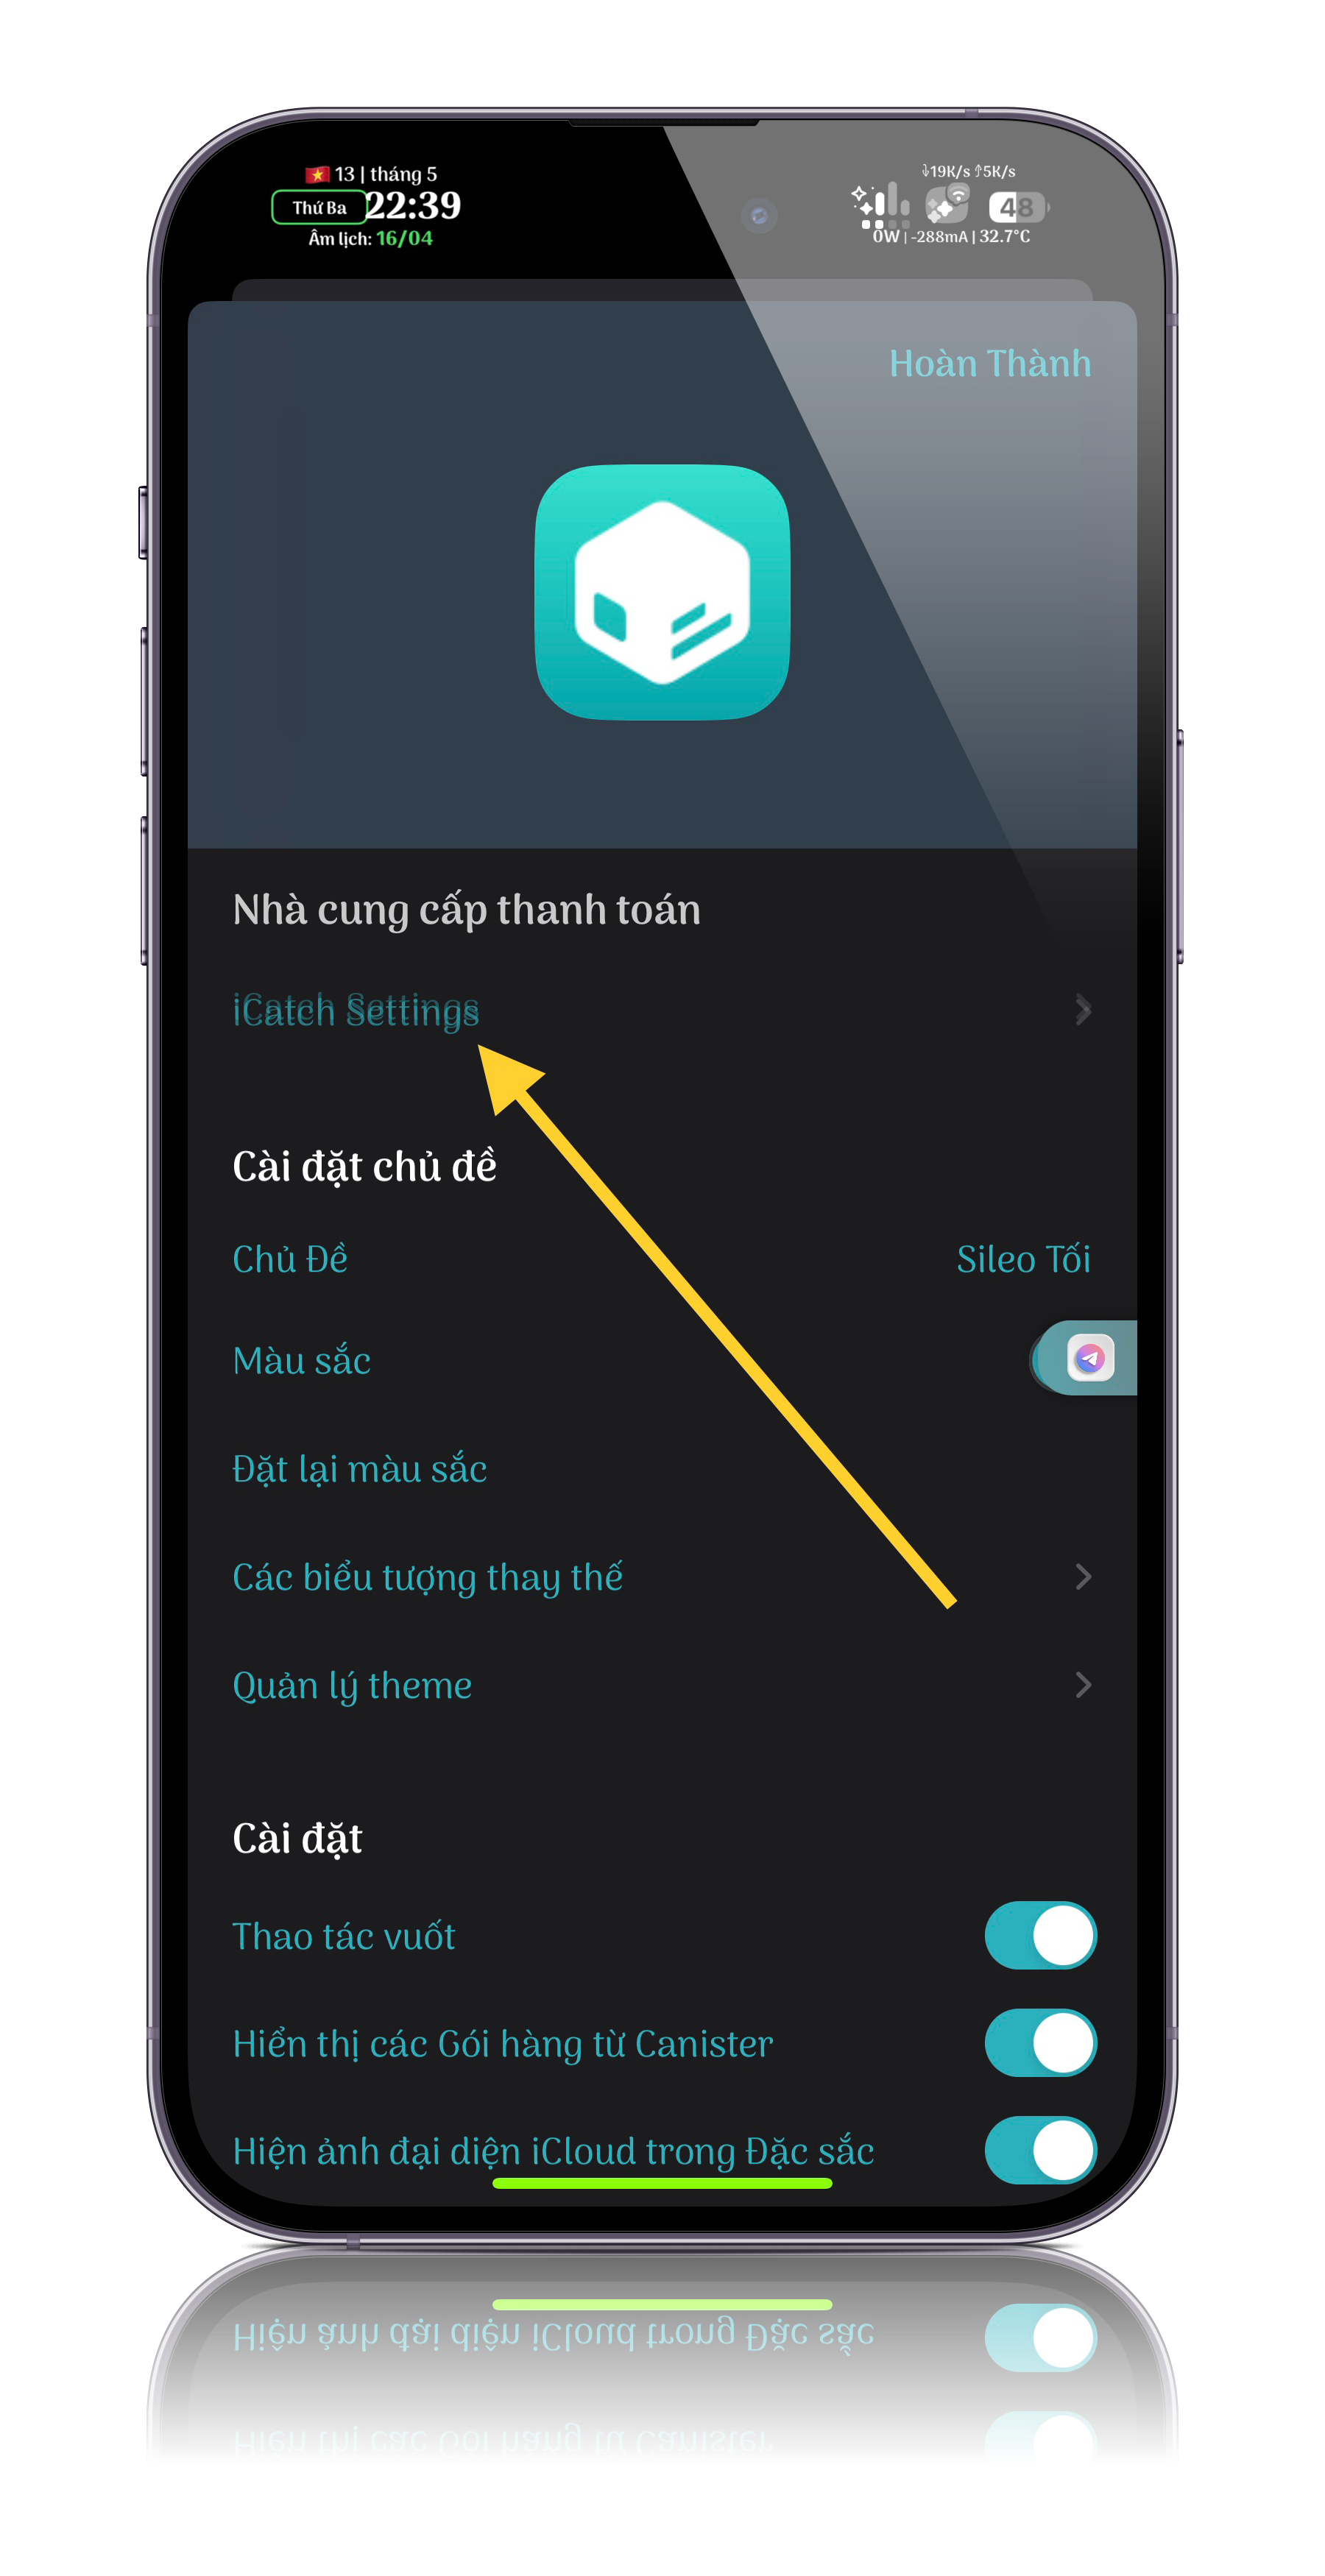 13 | tháng 5
Thứ Ba 22:39
Âm lịch: 16/04
19K/s 5K/s
48
0W | -288mA | 32.7°C
Hoàn Thành
Nhà cung cấp thanh toán
iCatch Settings
Cài đặt chủ đề
Chủ Đề
Sileo Tối
Màu sắc
Đặt lại màu sắc
Các biểu tượng thay thế
Quản lý theme
Cài đặt
Thao tác vuốt
Hiển thị các Gói hàng từ Canister
Hiện ảnh đại diện iCloud trong Đặc sắc